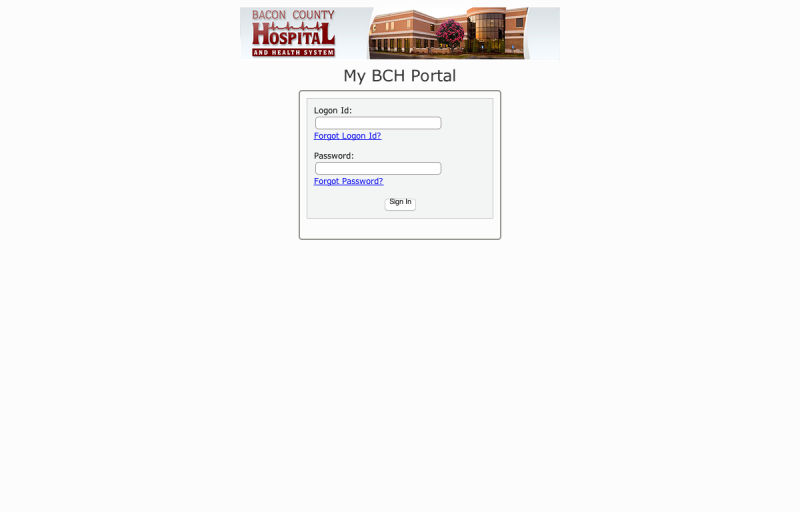 BACON COUNTY
HOSPITAL
AND HEALTH SYSTEM
My BCH Portal
Logon Id:
Forgot Logon Id?
Password:
Forgot Password?
Sign In